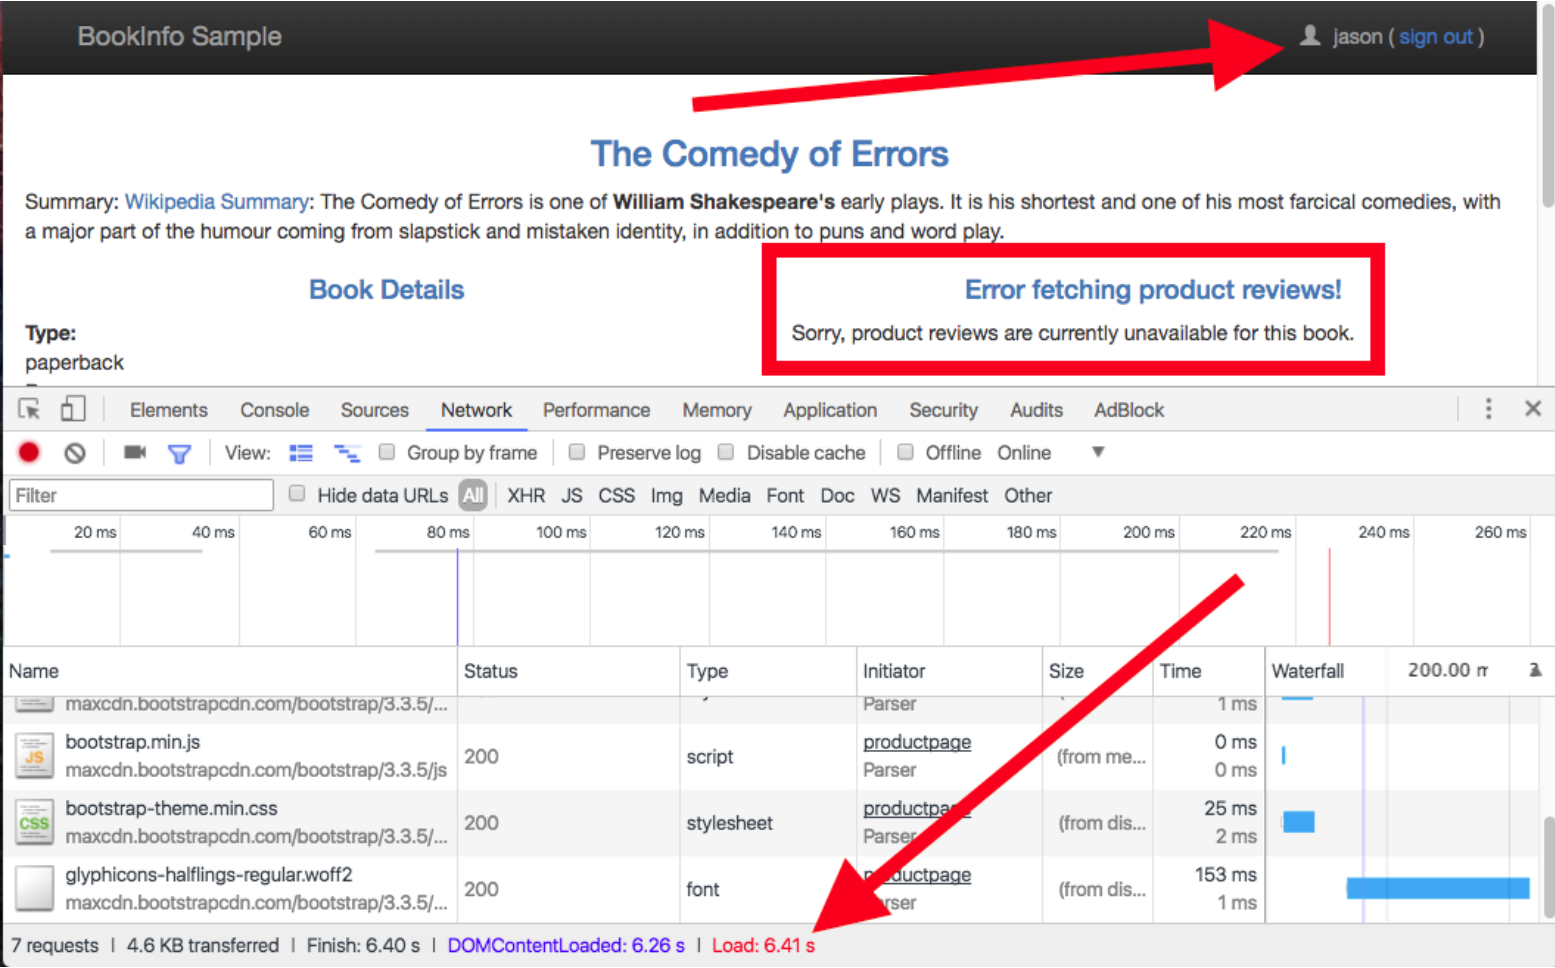 BookInfo Sample
jason ( sign out )
The Comedy of Errors
Summary: Wikipedia Summary: The Comedy of Errors is one of William Shakespeare's early plays. It is his shortest and one of his most farcical comedies, with
a major part of the humour coming from slapstick and mistaken identity, in addition to puns and word play.
Book Details
Type:
paperback
Error fetching product reviews!
Sorry, product reviews are currently unavailable for this book.
Elements Console Sources Network Performance Memory Application Security Audits AdBlock
View: Group by frame Preserve log Disable cache Offline Online
Filter Hide data URLs All XHR JS CSS Img Media Font Doc WS Manifest Other
20 ms 40 ms 60 ms 80 ms 100 ms 120 ms 140 ms 160 ms 180 ms 200 ms 220 ms 240 ms 260 ms
Name Status Type Initiator Size Time Waterfall 200.00
maxcdn.bootstrapcdn.com/bootstrap/3.3.5/... Parser 1 ms
bootstrap.min.js productpage 0 ms
JS 200 script (from me...
maxcdn.bootstrapcdn.com/bootstrap/3.3.5/js Parser 0 ms
bootstrap-theme.min.css productpage 25 ms
CSS 200 stylesheet (from dis...
maxcdn.bootstrapcdn.com/bootstrap/3.3.5/... Parser 2 ms
glyphicons-halflings-regular.woff2 productpage 153 ms
200 font (from dis...
maxcdn.bootstrapcdn.com/bootstrap/3.3.5/... 1 ms
7 requests | 4.6 KB transferred | Finish: 6.40 s | DOMContentLoaded: 6.26 s | Load: 6.41 s